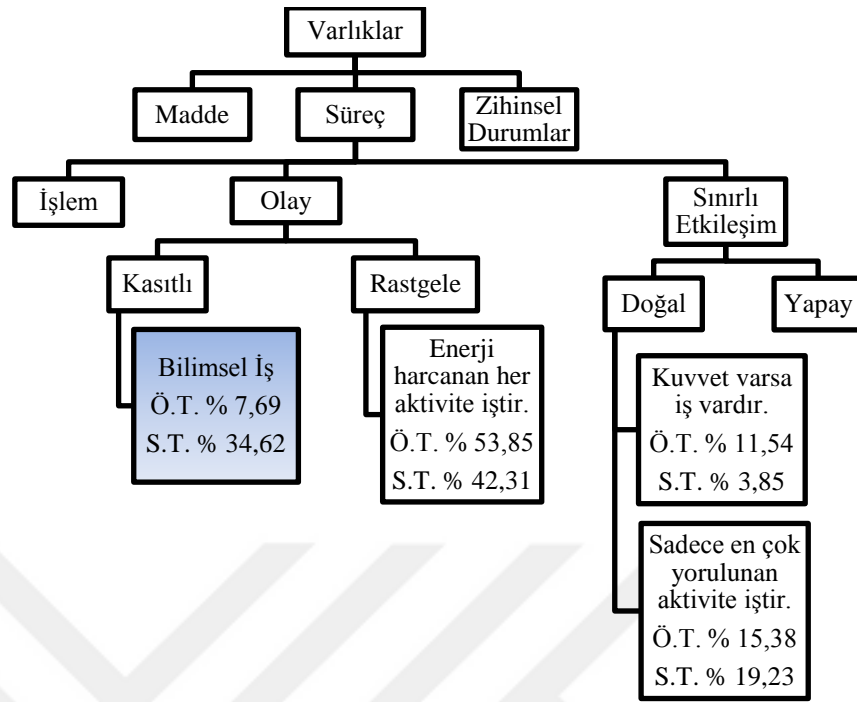 Varlıklar
Madde
Süreç
Zihinsel
Durumlar
İşlem
Olay
Sınırlı
Etkileşim
Kasıtlı
Rastgele
Doğal
Yapay
Bilimsel İş
Ö.T. % 7,69
S.T. % 34,62
Enerji
harcanan her
aktivite iştir.
Ö.T. % 53,85
S.T. % 42,31
Kuvvet varsa
iş vardır.
Ö.T. % 11,54
S.T. % 3,85
Sadece en çok
yorulunan
aktivite iştir.
Ö.T. % 15,38
S.T. % 19,23